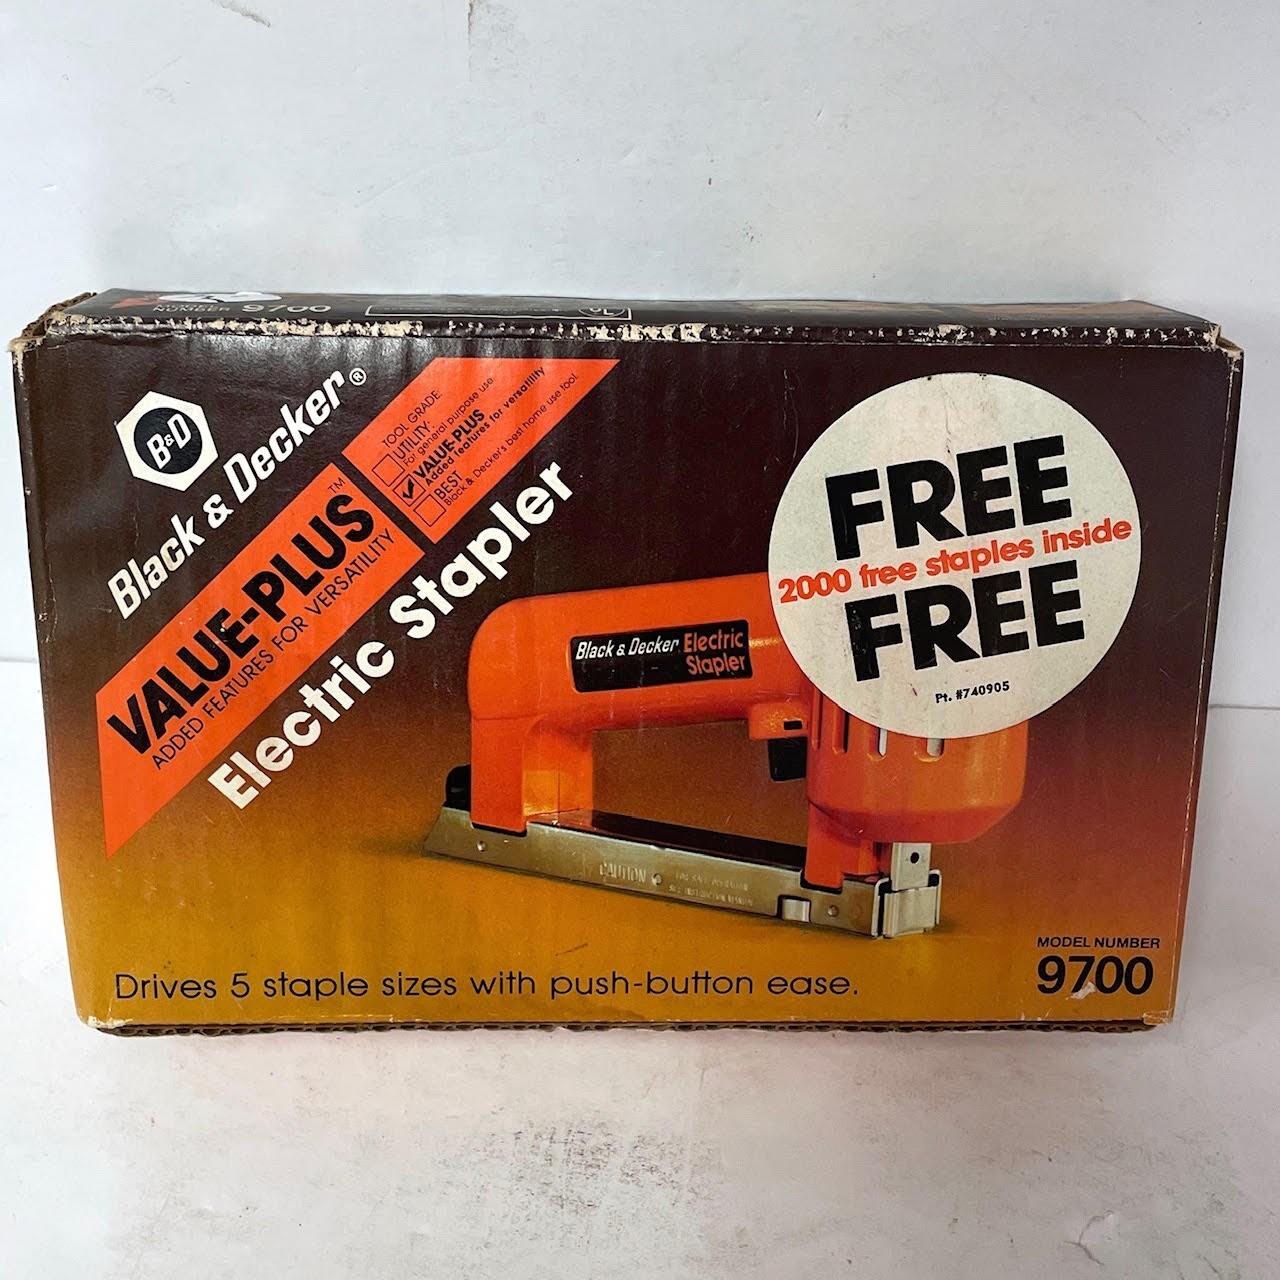 MODEL
NUMBER 9700
B&D
Black & Decker®
VALUE-PLUS™
ADDED FEATURES FOR VERSATILITY
TOOL GRADE
UTILITY:
For general purpose use.
VALUE-PLUS
Added features for versatility
BEST
Black & Decker's best home use tool.
Electric Stapler
FREE
2000 free staples inside
FREE
Pt. #740905
Black & Decker Electric
Stapler
CAUTION
Drives 5 staple sizes with push-button ease.
MODEL NUMBER
9700